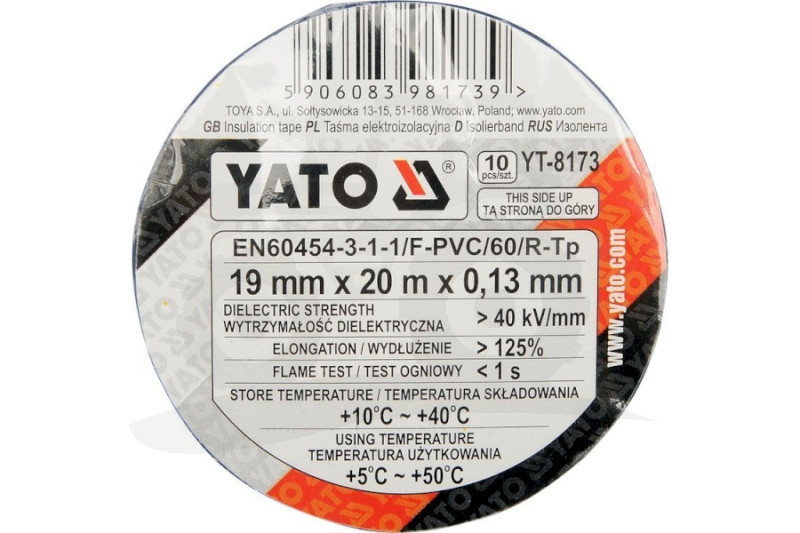 5 906083 981739 >
TOYA S.A., ul. Sołtysowicka 13-15, 51-168 Wrocław, Poland; www.yato.com
GB Insulation tape PL Taśma elektroizolacyjna D Isolierband RUS Изолента
YATO ®
10 pcs/szt.
YT-8173
THIS SIDE UP
TĄ STRONĄ DO GÓRY
EN60454-3-1-1/F-PVC/60/R-Tp
19 mm x 20 m x 0,13 mm
DIELECTRIC STRENGTH
WYTRZYMAŁOŚĆ DIELEKTRYCZNA > 40 kV/mm
ELONGATION / WYDŁUŻENIE > 125%
FLAME TEST / TEST OGNIOWY < 1 s
STORE TEMPERATURE / TEMPERATURA SKŁADOWANIA
+10°C ~ +40°C
USING TEMPERATURE
TEMPERATURA UŻYTKOWANIA
+5°C ~ +50°C
www.yato.com